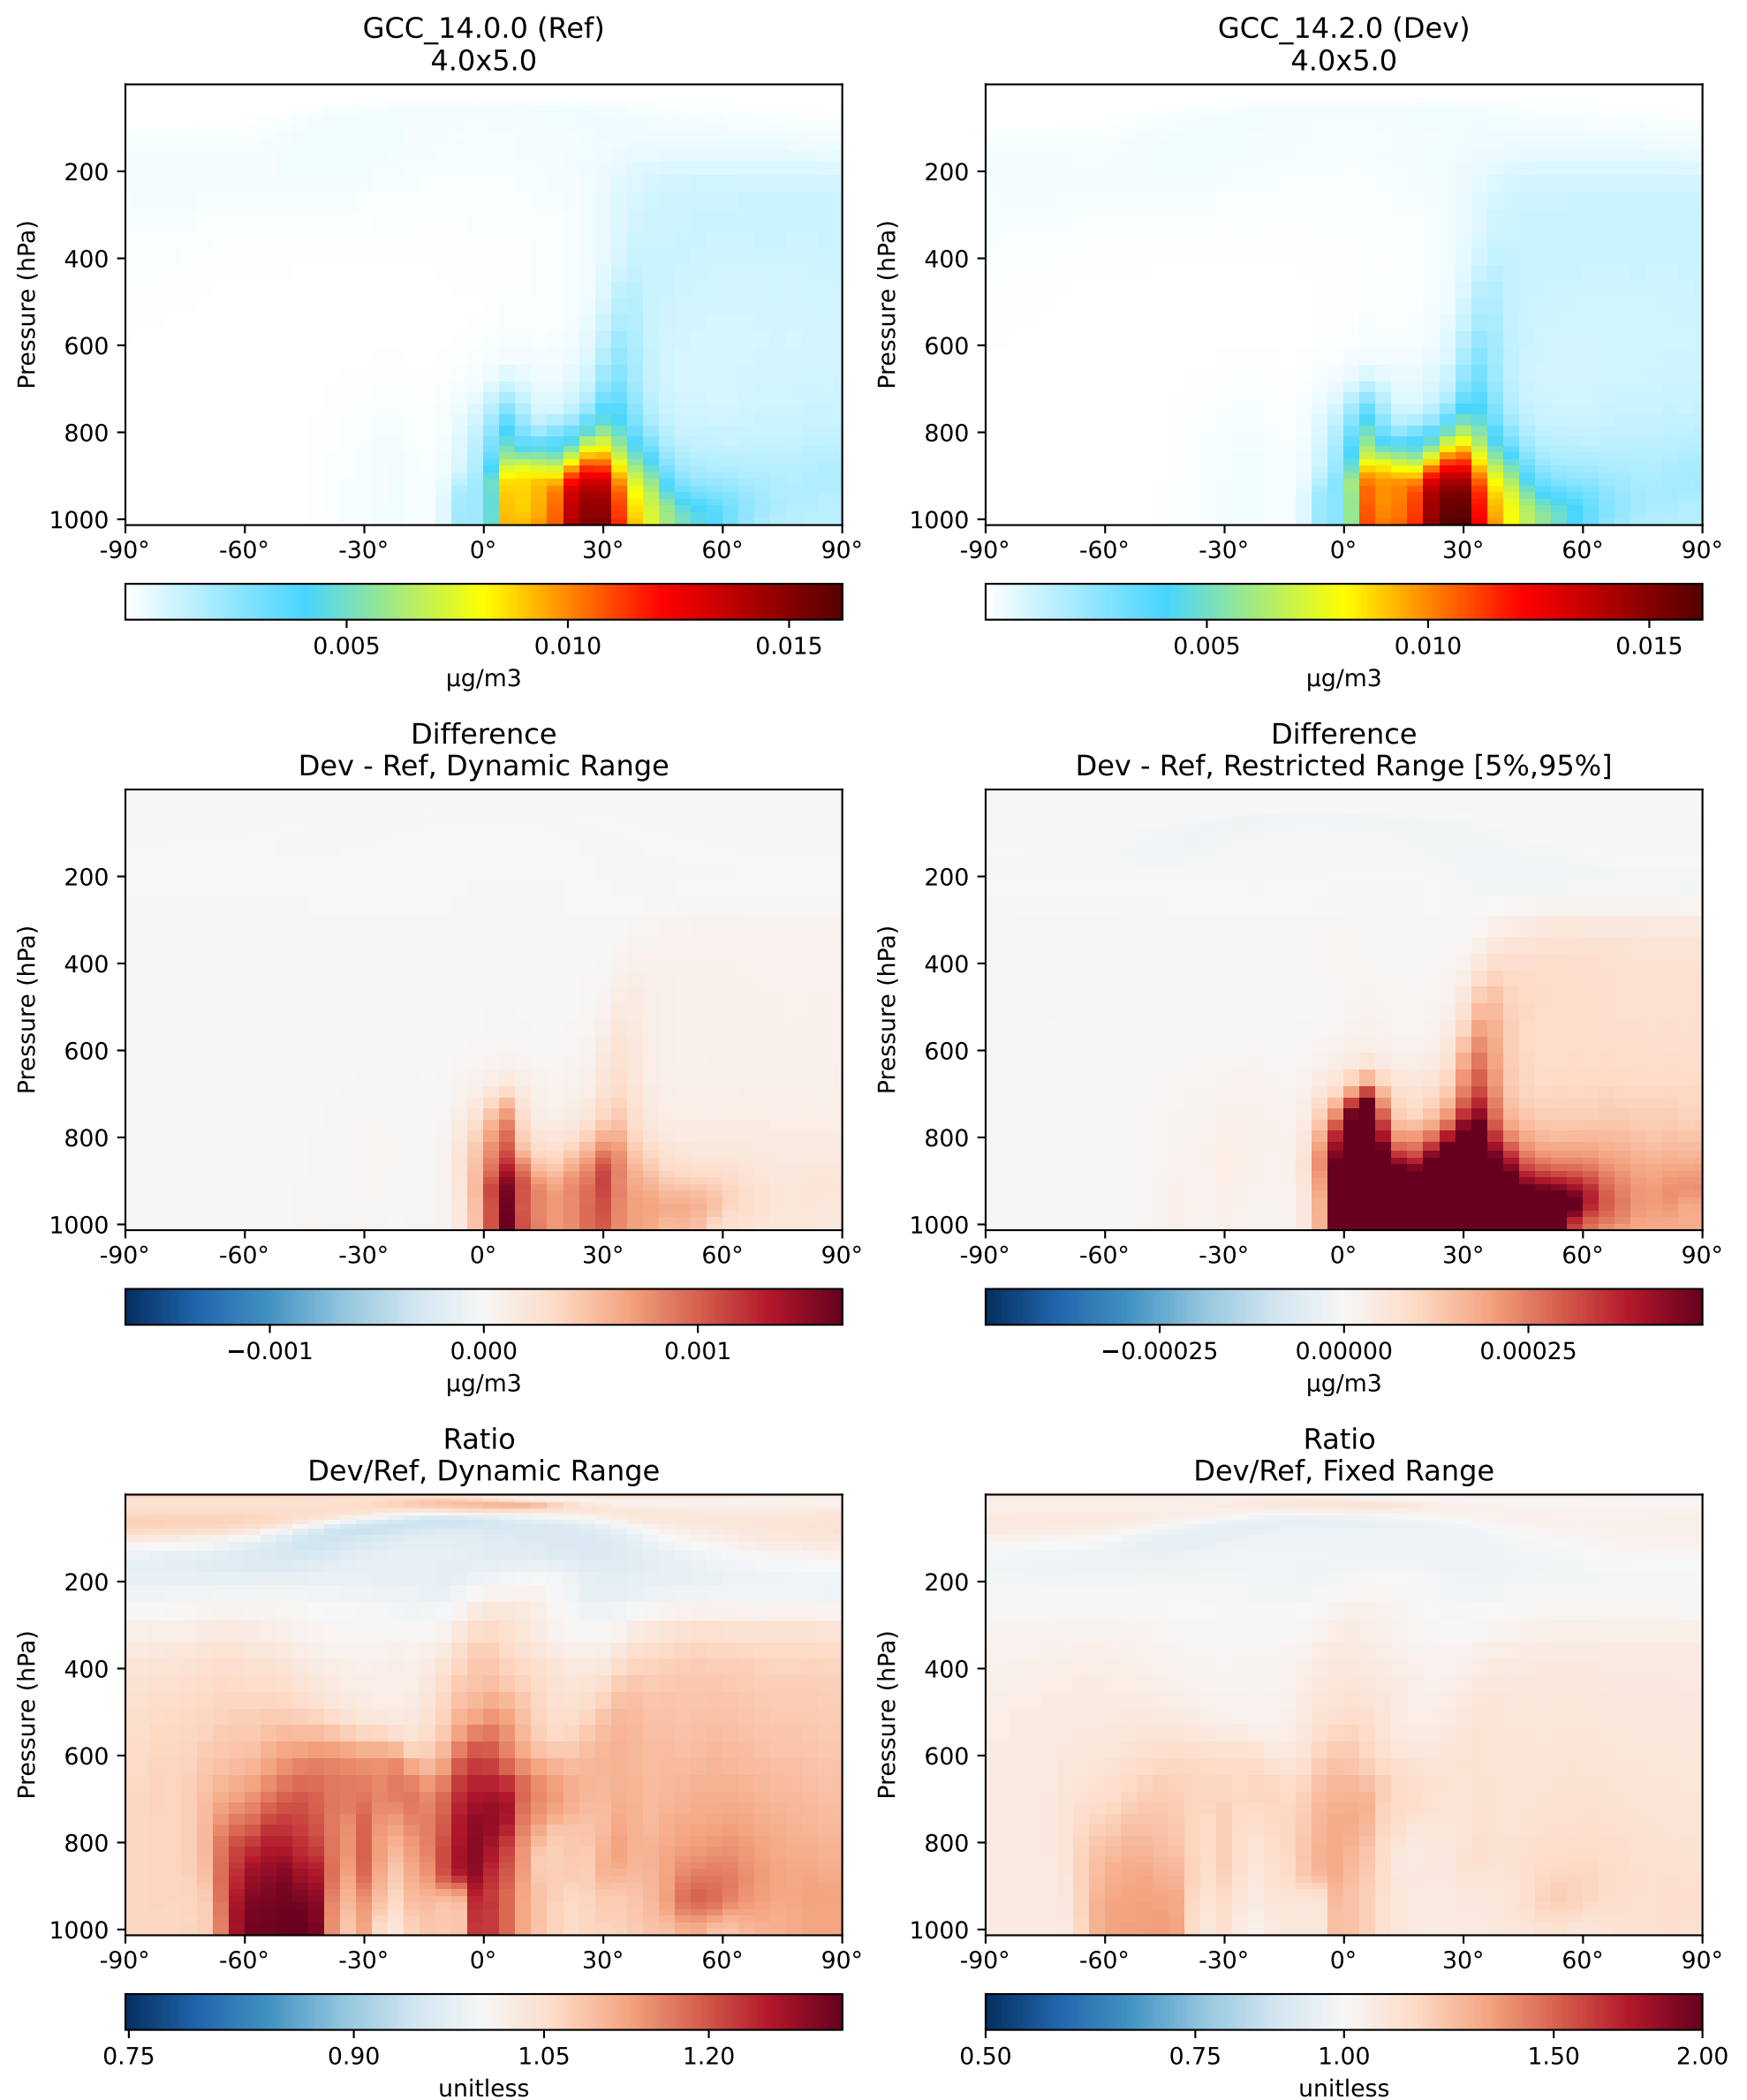 GCC_14.0.0 (Ref)
4.0x5.0
Pressure (hPa)
200
400
600
800
1000
-90° -60° -30° 0° 30° 60° 90°
0.005 0.010 0.015
µg/m3
GCC_14.2.0 (Dev)
4.0x5.0
Pressure (hPa)
200
400
600
800
1000
-90° -60° -30° 0° 30° 60° 90°
0.005 0.010 0.015
µg/m3
Difference
Dev - Ref, Dynamic Range
Pressure (hPa)
200
400
600
800
1000
-90° -60° -30° 0° 30° 60° 90°
−0.001 0.000 0.001
µg/m3
Difference
Dev - Ref, Restricted Range [5%,95%]
Pressure (hPa)
200
400
600
800
1000
-90° -60° -30° 0° 30° 60° 90°
−0.00025 0.00000 0.00025
µg/m3
Ratio
Dev/Ref, Dynamic Range
Pressure (hPa)
200
400
600
800
1000
-90° -60° -30° 0° 30° 60° 90°
0.75 0.90 1.05 1.20
unitless
Ratio
Dev/Ref, Fixed Range
Pressure (hPa)
200
400
600
800
1000
-90° -60° -30° 0° 30° 60° 90°
0.50 0.75 1.00 1.50 2.00
unitless